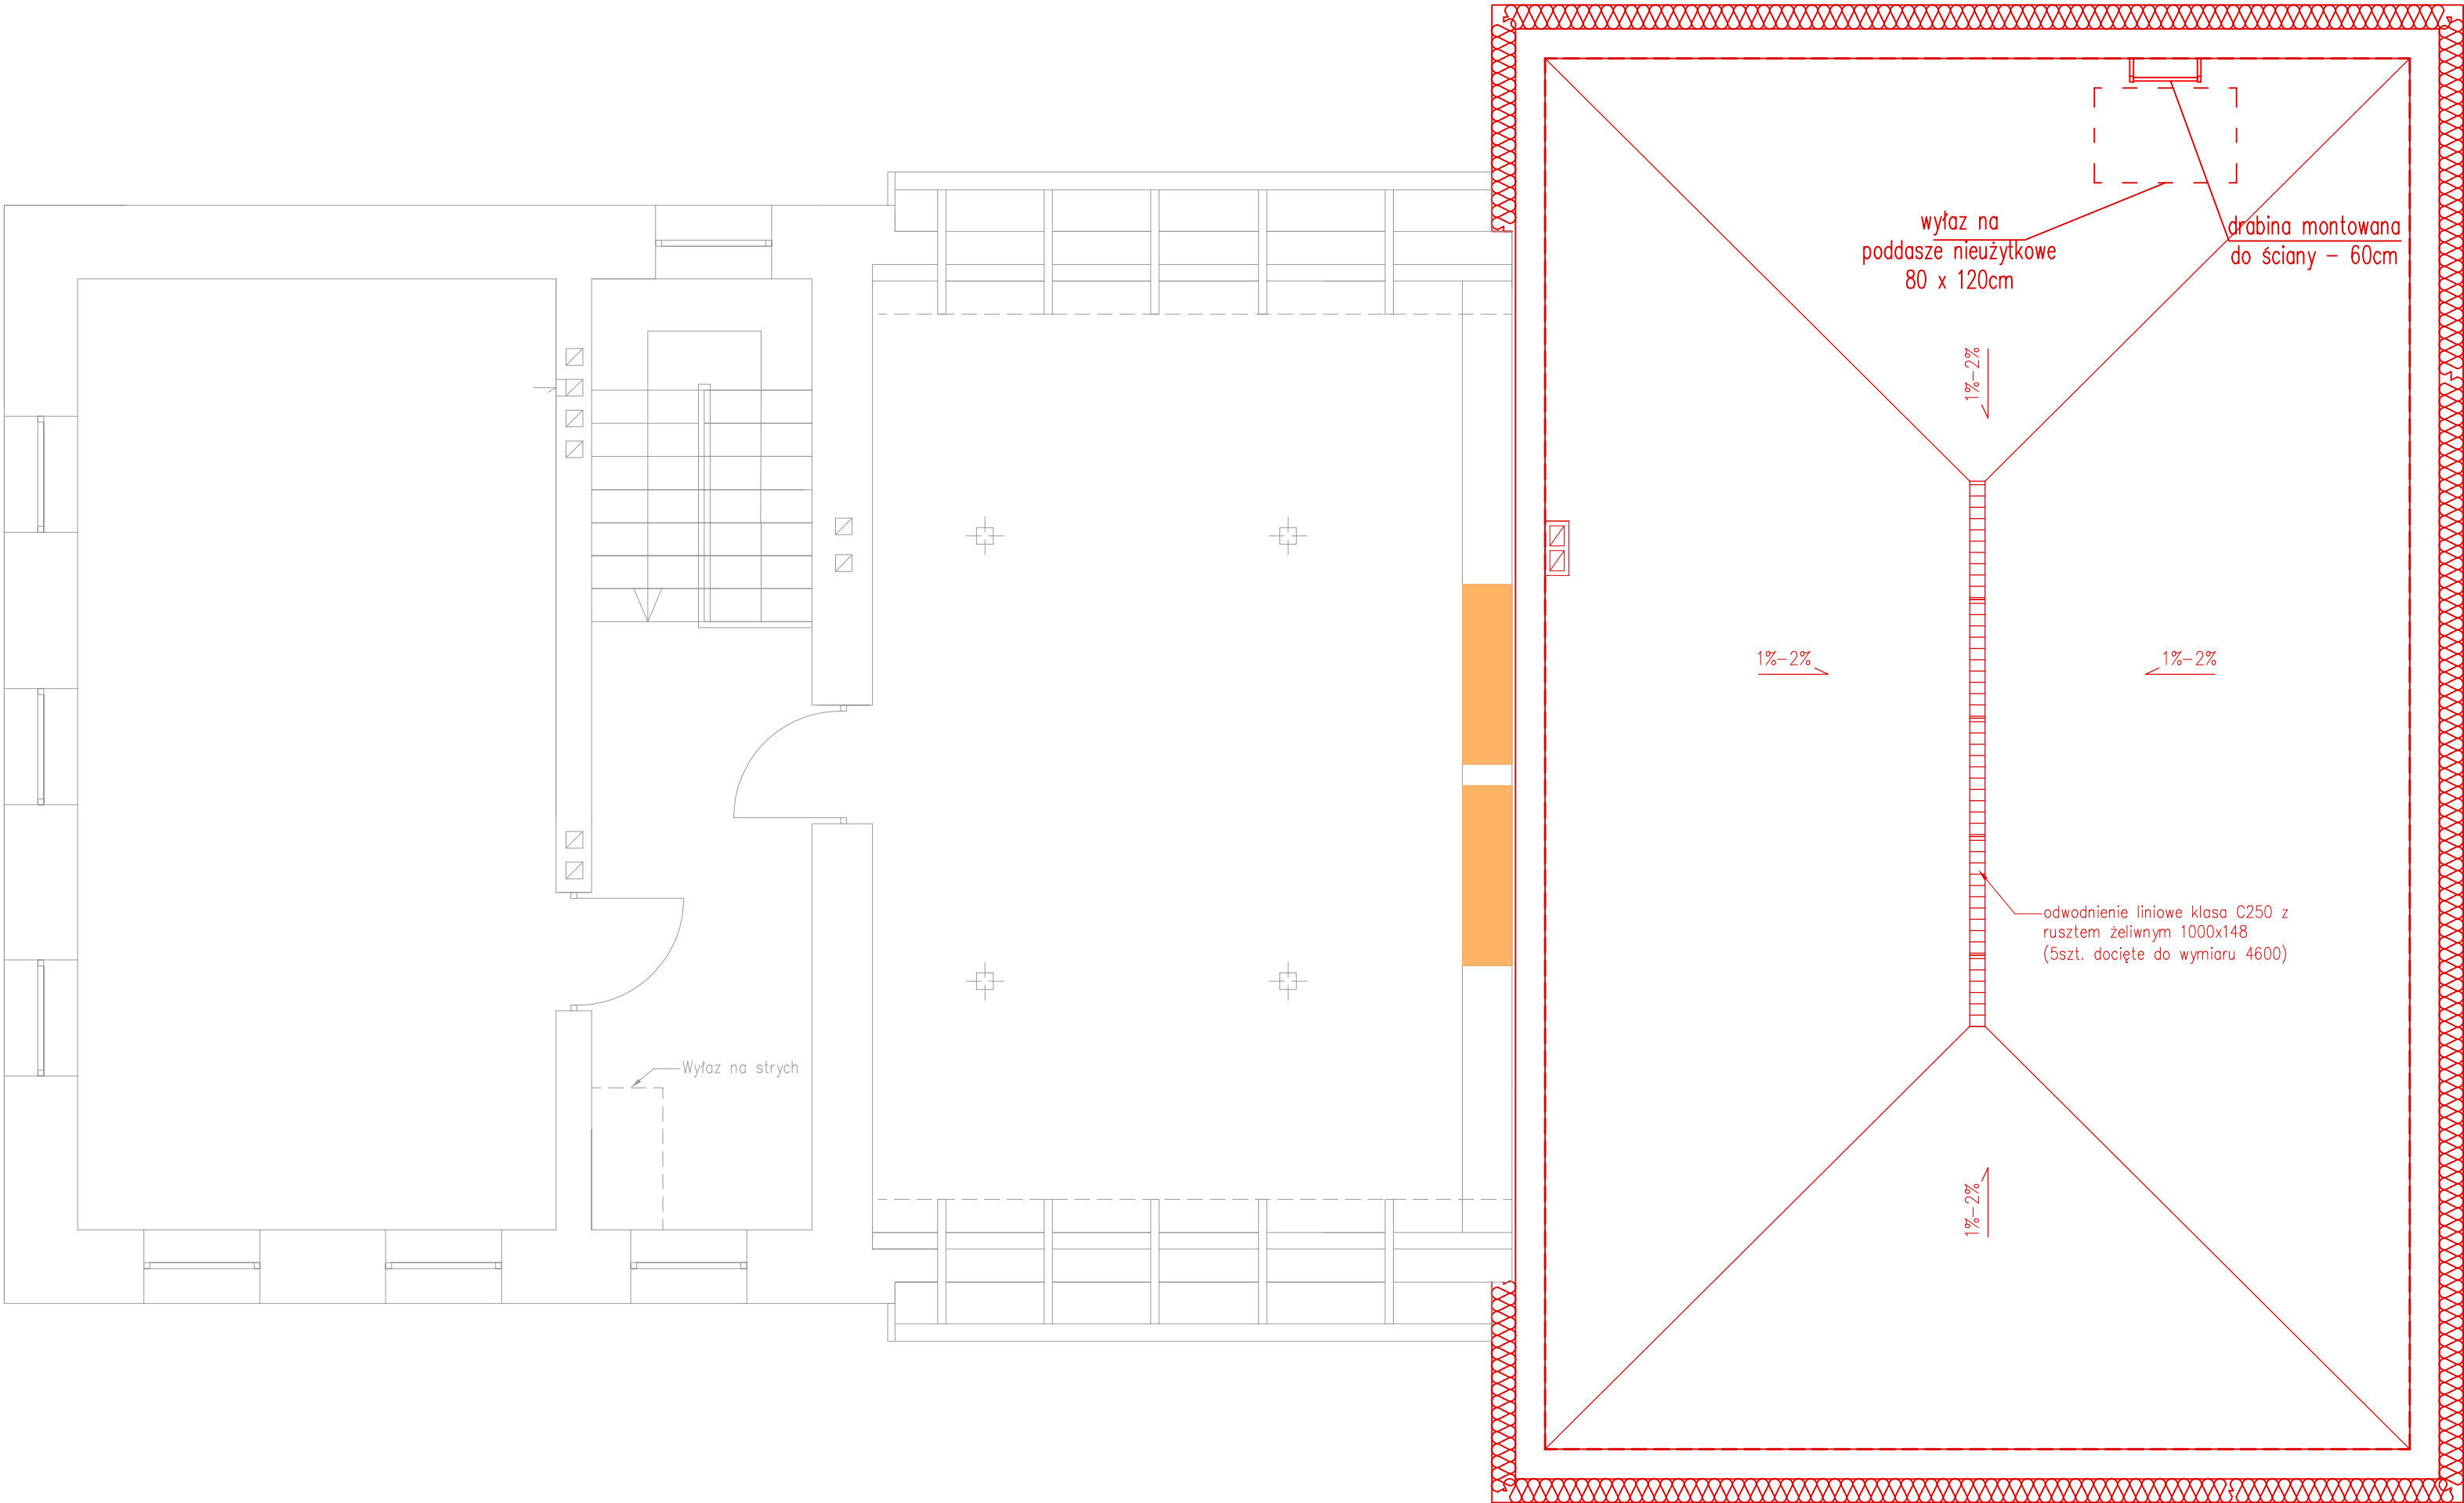 wyłaz na
poddasze nieużytkowe
80 x 120cm
drabina montowana
do ściany – 60cm
1%–2%
1%–2%
1%–2%
odwodnienie liniowe klasa C250 z
rusztem żeliwnym 1000x148
(5szt. docięte do wymiaru 4600)
Wyłaz na strych
1%–2%